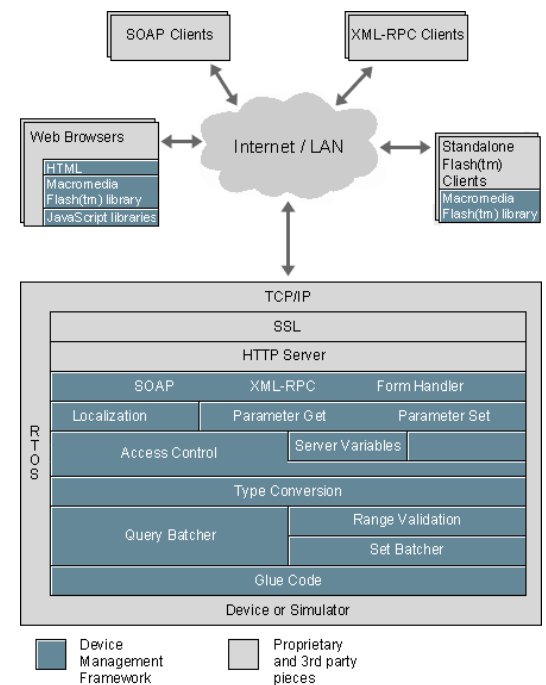 SOAP Clients
XML-RPC Clients
Web Browsers
HTML
Macromedia
Flash(tm) library
JavaScript libraries
Internet / LAN
Standalone
Flash(tm)
Clients
Macromedia
Flash(tm) library
TCP/IP
SSL
HTTP Server
SOAP XML-RPC Form Handler
Localization Parameter Get Parameter Set
RTOS
Access Control Server Variables
Type Conversion
Query Batcher
Range Validation
Set Batcher
Glue Code
Device or Simulator
Device
Management
Framework
Proprietary
and 3rd party
pieces